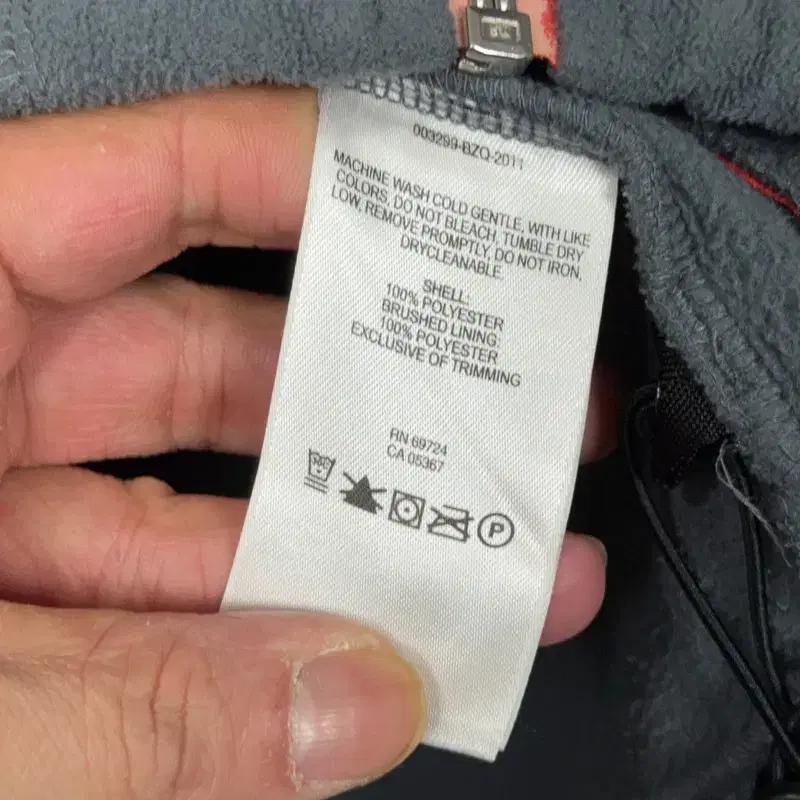 003299-BZQ-2011
MACHINE WASH COLD GENTLE, WITH LIKE
COLORS, DO NOT BLEACH, TUMBLE DRY
LOW, REMOVE PROMPTLY, DO NOT IRON,
DRYCLEANABLE.
SHELL:
100% POLYESTER
BRUSHED LINING:
100% POLYESTER
EXCLUSIVE OF TRIMMING
RN 69724
CA 05367
P